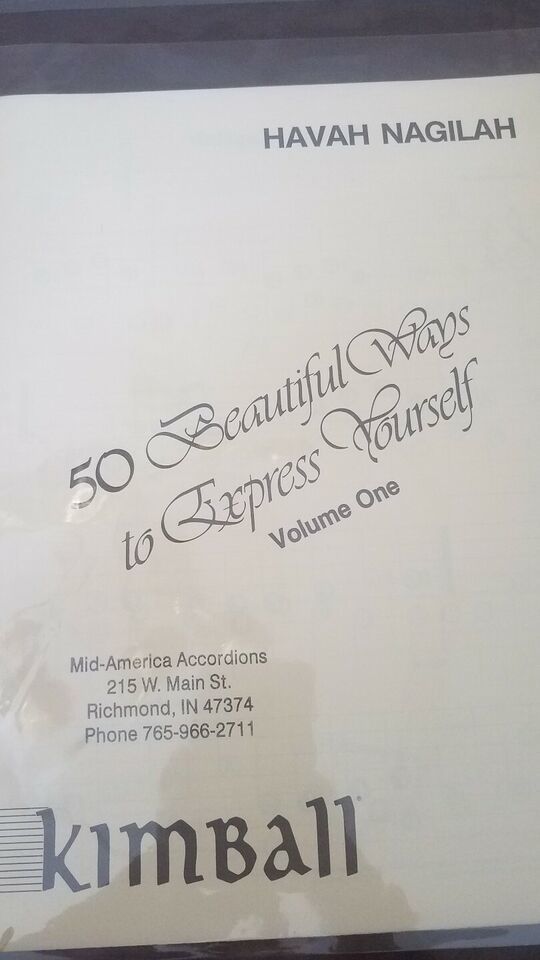 HAVAH NAGILAH
50 Beautiful Ways
to Express Yourself
Volume One
Mid-America Accordions
215 W. Main St.
Richmond, IN 47374
Phone 765-966-2711
Kimball